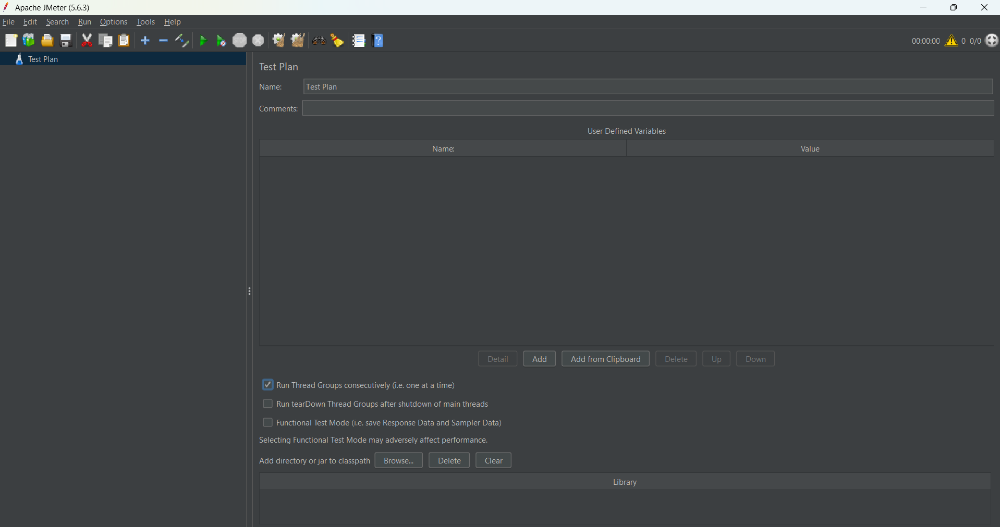 Apache JMeter (5.6.3)
File Edit Search Run Options Tools Help
STOP ? 00:00:00 0 0/0
Test Plan
Test Plan
Name: Test Plan
Comments:
User Defined Variables
Name: Value
Detail Add Add from Clipboard Delete Up Down
Run Thread Groups consecutively (i.e. one at a time)
Run tearDown Thread Groups after shutdown of main threads
Functional Test Mode (i.e. save Response Data and Sampler Data)
Selecting Functional Test Mode may adversely affect performance.
Add directory or jar to classpath Browse... Delete Clear
Library